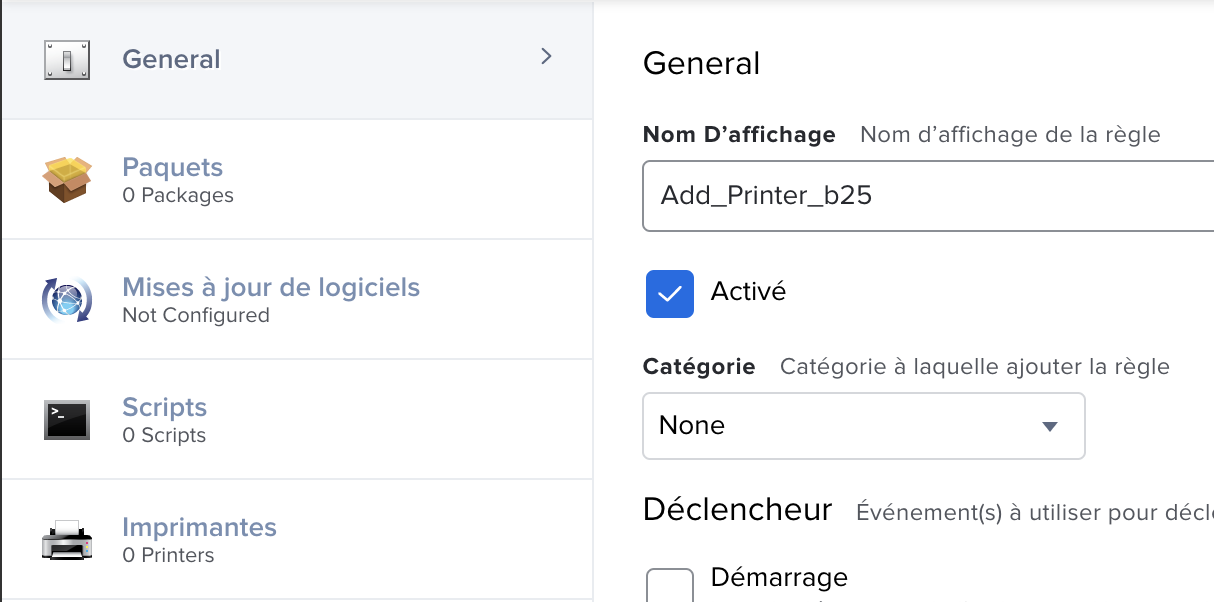 General
Paquets
0 Packages
Mises à jour de logiciels
Not Configured
Scripts
0 Scripts
Imprimantes
0 Printers
General
Nom D’affichage Nom d’affichage de la règle
Add_Printer_b25
Activé
Catégorie Catégorie à laquelle ajouter la règle
None
Déclencheur Événement(s) à utiliser pour
Démarrage